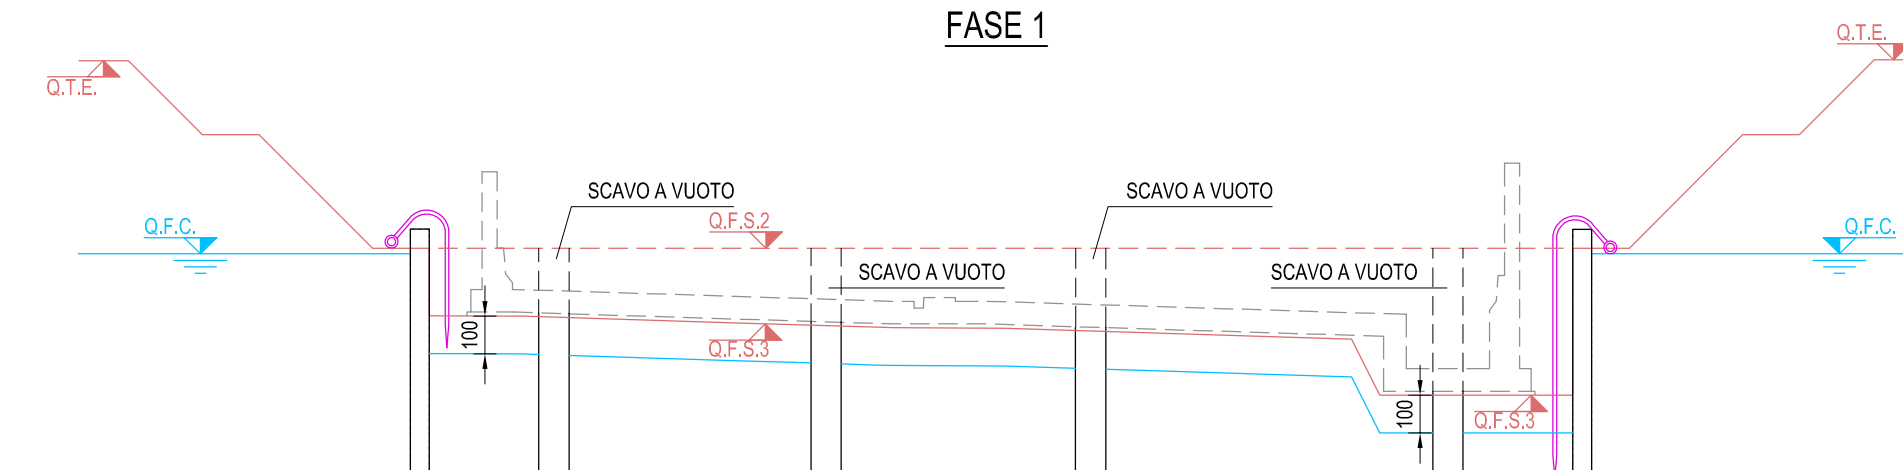 FASE 1
Q.T.E.
Q.T.E.
SCAVO A VUOTO
SCAVO A VUOTO
Q.F.C.
Q.F.S.2
Q.F.C.
SCAVO A VUOTO
SCAVO A VUOTO
100
Q.F.S.3
100
Q.F.S.3